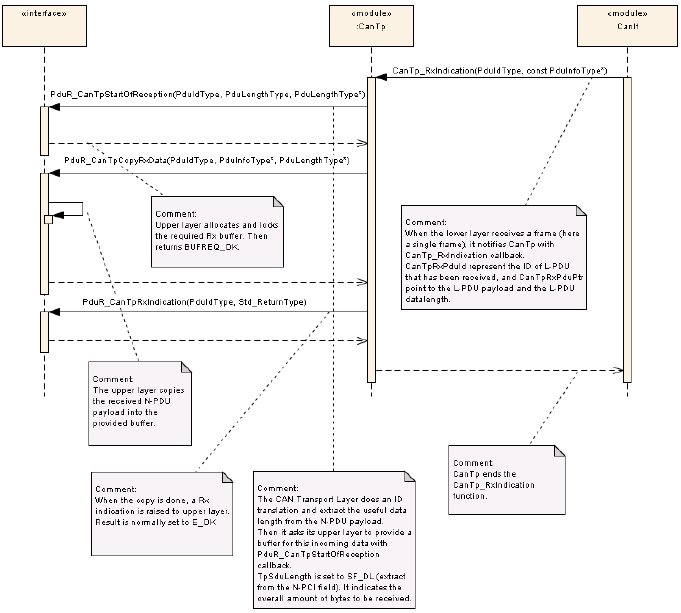 «interface»
«module»
:CanTp
«module»
CanIf
CanTp_RxIndication(PduIdType, const PduInfoType*)
PduR_CanTpStartOfReception(PduIdType, PduLengthType, PduLengthType*)
PduR_CanTpCopyRxData(PduIdType, PduInfoType*, PduLengthType*)
Comment:
Upper layer allocates and locks
the required Rx buffer. Then
returns BUFREQ_OK.
Comment:
When the lower layer receives a frame (here
a single frame), it notifies CanTp with
CanTp_RxIndication callback.
CanTpRxPduId represent the ID of L-PDU
that has been received, and CanTpRxPduPtr
point to the L-PDU payload and the L-PDU
datalength.
PduR_CanTpRxIndication(PduIdType, Std_ReturnType)
Comment:
The upper layer copies
the received N-PDU
payload into the
provided buffer.
Comment:
CanTp ends the
CanTp_RxIndication
function.
Comment:
When the copy is done, a Rx
indication is raised to upper layer.
Result is normally set to E_OK
Comment:
The CAN Transport Layer does an ID
translation and extract the useful data
length from the N-PDU payload.
Then it asks its upper layer to provide a
buffer for this incoming data with
PduR_CanTpStartOfReception
callback.
TpSduLength is set to SF_DL (extract
from the N-PCI field). It indicates the
overall amount of bytes to be received.